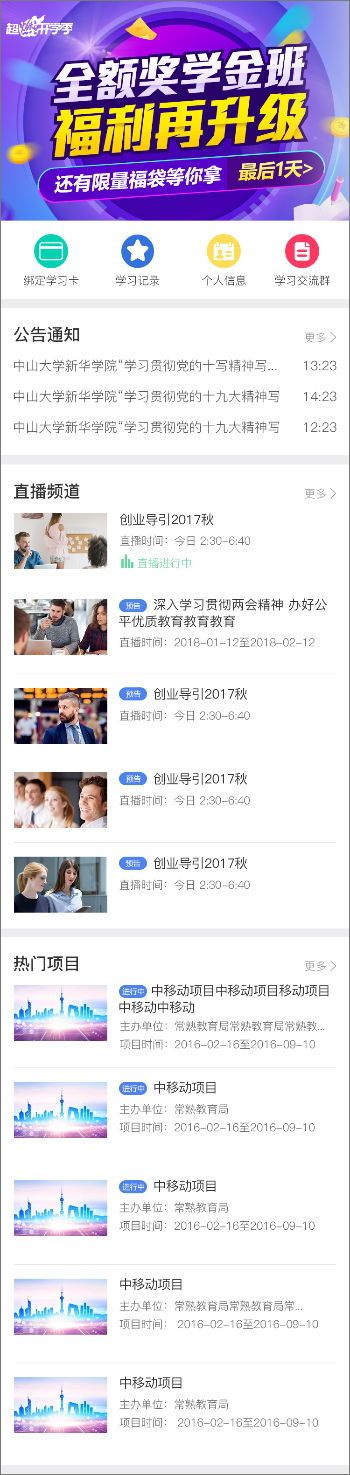 超燃开学季
全额奖学金班
福利再升级
还有限量福袋等你拿 最后1天>
绑定学习卡 学习记录 个人信息 学习交流群
公告通知 更多
中山大学新华学院“学习贯彻党的十写精神写... 13:23
中山大学新华学院“学习贯彻党的十九大精神写 14:23
中山大学新华学院“学习贯彻党的十九大精神写 12:23
直播频道 更多
创业导引2017秋
直播时间：今日 2:30-6:40
直播进行中
预告 深入学习贯彻两会精神 办好公
平优质教育教育教育
直播时间：2018-01-12至2018-02-12
预告 创业导引2017秋
直播时间：今日 2:30-6:40
预告 创业导引2017秋
直播时间：今日 2:30-6:40
预告 创业导引2017秋
直播时间：今日 2:30-6:40
热门项目 更多
进行中 中移动项目中移动项目移动项目
中移动中移动
主办单位：常熟教育局常熟教育局常熟教...
项目时间：2016-02-16至2016-09-10
进行中 中移动项目
主办单位：常熟教育局
项目时间：2016-02-16至2016-09-10
进行中 中移动项目
主办单位：常熟教育局
项目时间：2016-02-16至2016-09-10
中移动项目
主办单位：常熟教育局常熟教育局常...
项目时间： 2016-02-16至2016-09-10
中移动项目
主办单位：常熟教育局
项目时间： 2016-02-16至2016-09-10